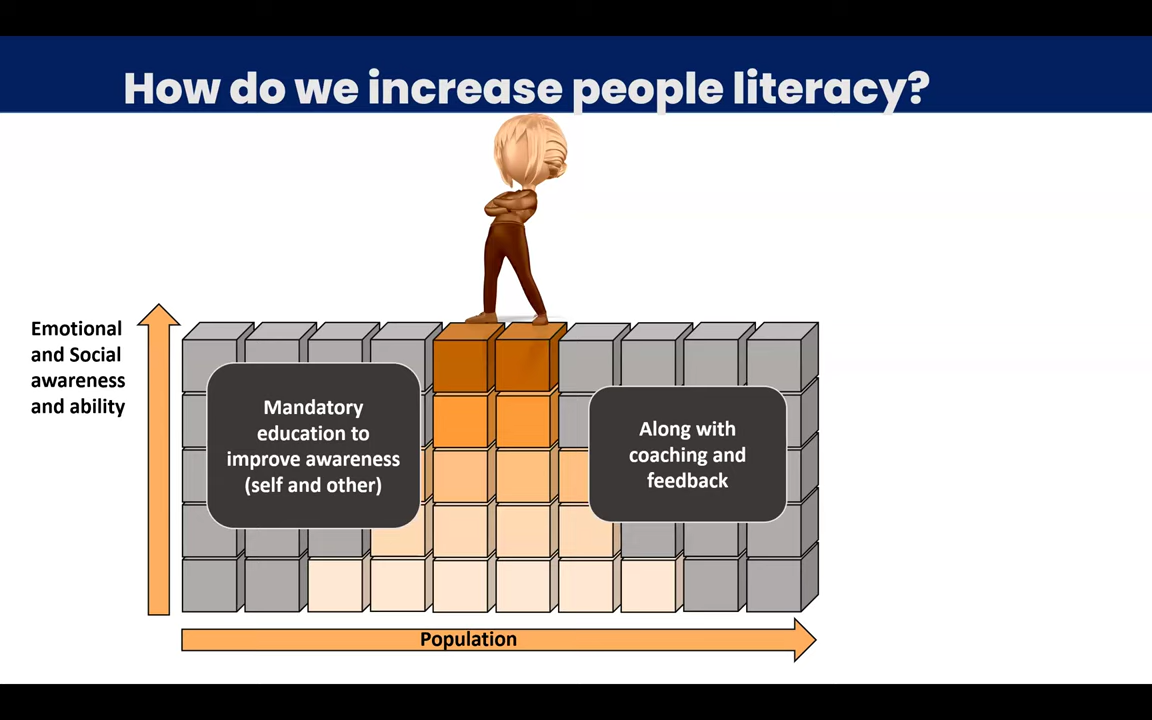 How do we increase people literacy?
Emotional
and Social
awareness
and ability
Mandatory
education to
improve awareness
(self and other)
Along with
coaching and
feedback
Population